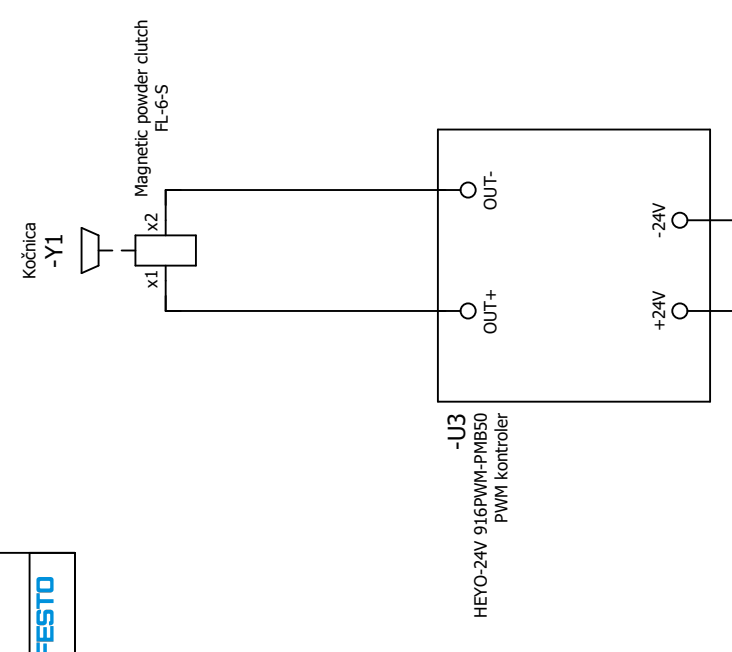 Kočnica
-Y1
Magnetic powder clutch
FL-6-S
x1
x2
OUT+
OUT-
+24V
-24V
-U3
HEYO-24V 916PWM-PMB50
PWM kontroler
FESTO